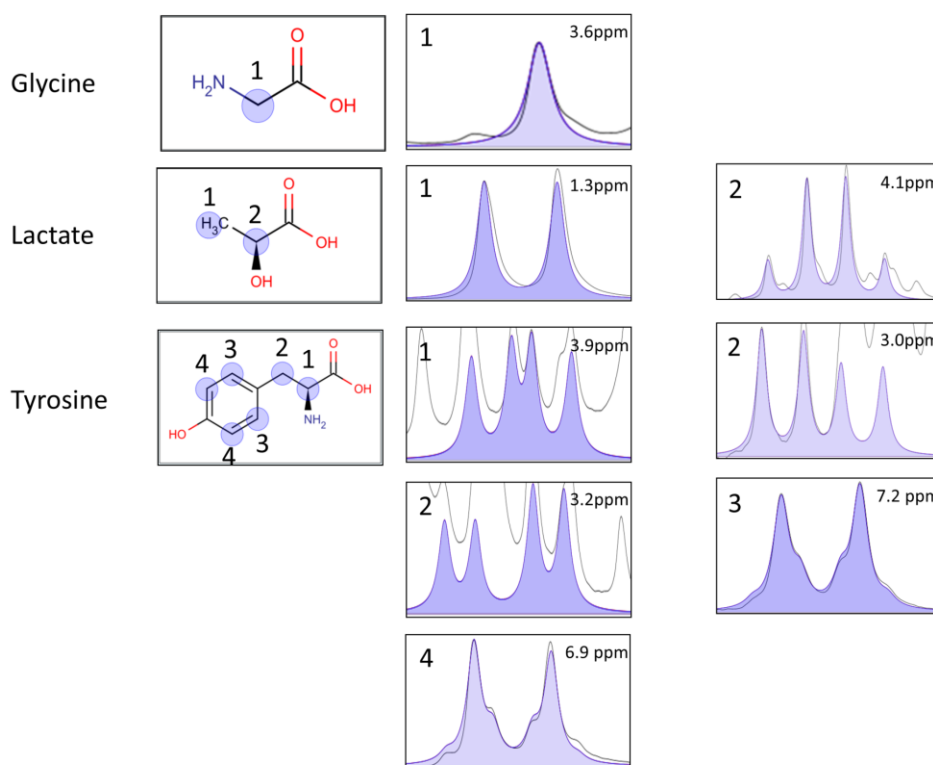 Glycine
1
H₂N
O
OH
1
3.6ppm
Lactate
1
2
H₃C
O
OH
OH
1
1.3ppm
2
4.1ppm
Tyrosine
3
4
2
1
O
OH
HO
NH₂
3
4
1
3.9ppm
2
3.0ppm
2
3.2ppm
3
7.2 ppm
4
6.9 ppm